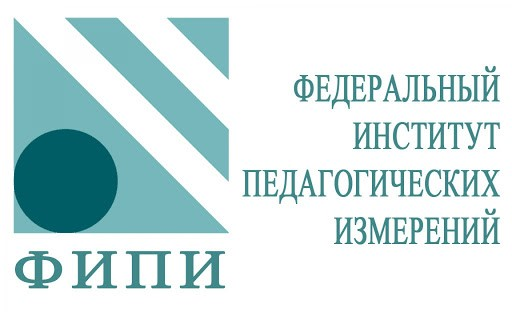 ФЕДЕРАЛЬНЫЙ
ИНСТИТУТ
ПЕДАГОГИЧЕСКИХ
ИЗМЕРЕНИЙ
ФИПИ